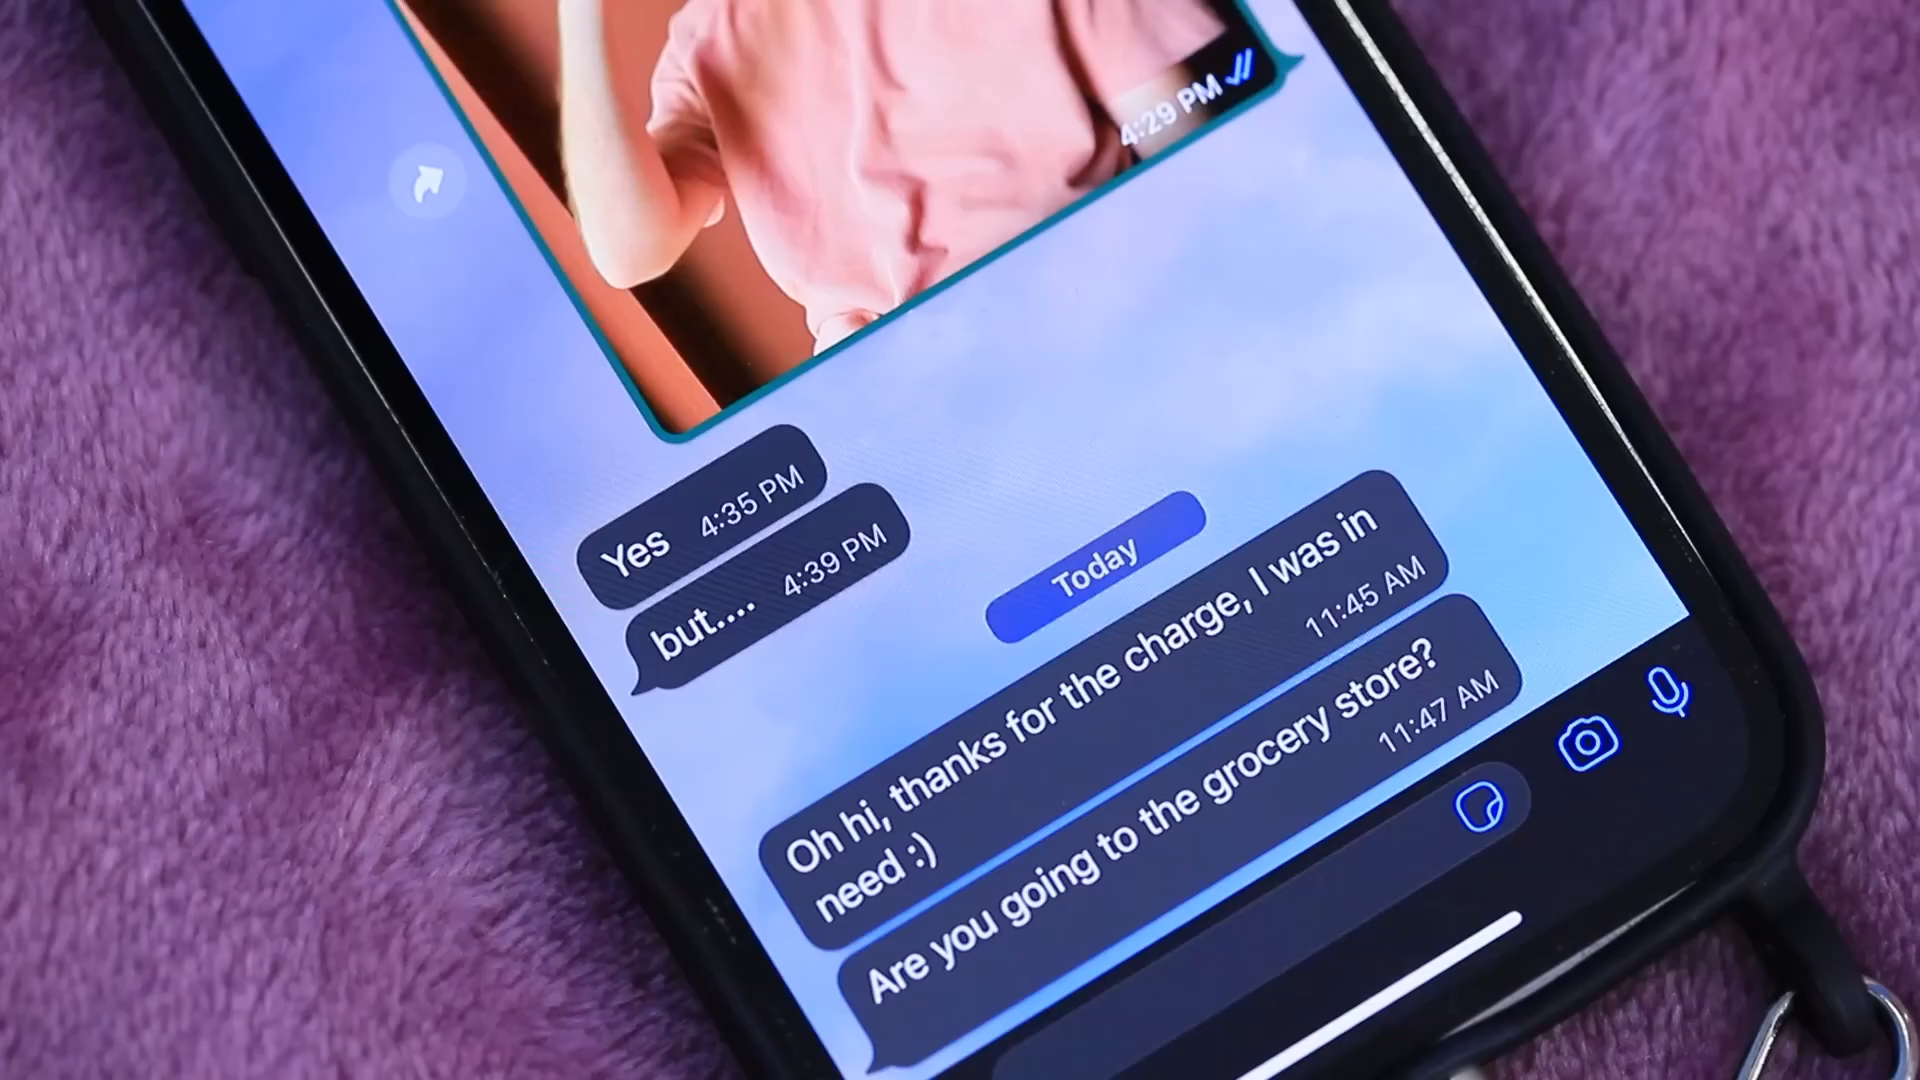 4:29 PM
Yes 4:35 PM
but.... 4:39 PM
Today
Oh hi, thanks for the charge, I was in
need :) 11:45 AM
Are you going to the grocery store?
11:47 AM